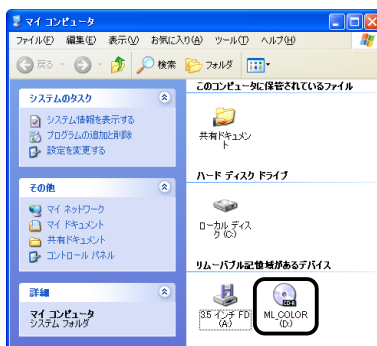 マイ コンピュータ
ファイル(F) 編集(E) 表示(V) お気に入り(A) ツール(T) ヘルプ(H)
戻る 検索 フォルダ
システムのタスク
システム情報を表示する
プログラムの追加と削除
設定を変更する
その他
マイ ネットワーク
マイ ドキュメント
共有ドキュメント
コントロール パネル
詳細
マイ コンピュータ
システム フォルダ
このコンピュータに保管されているファイル
共有ドキュメン
ト
ハード ディスク ドライブ
ローカル ディス
ク (C:)
リムーバブル記憶域があるデバイス
3.5 インチ FD
(A:)
CD-R
ML_COLOR
(D:)